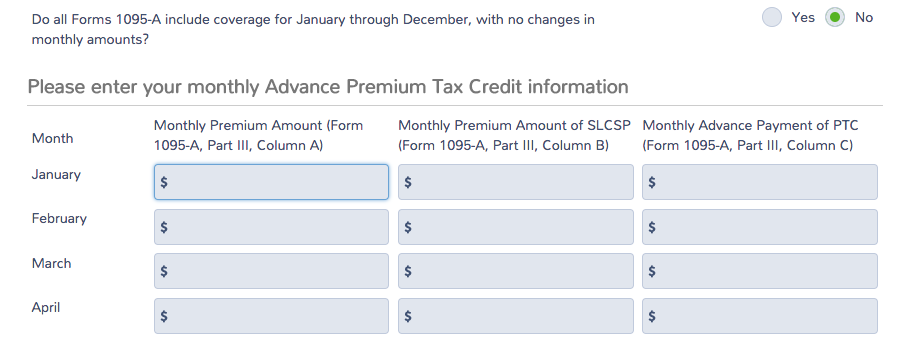 Do all Forms 1095-A include coverage for January through December, with no changes in
monthly amounts?
Yes No
Please enter your monthly Advance Premium Tax Credit information
Month
Monthly Premium Amount (Form
1095-A, Part III, Column A)
Monthly Premium Amount of SLCSP
(Form 1095-A, Part III, Column B)
Monthly Advance Payment of PTC
(Form 1095-A, Part III, Column C)
January $ $ $
February $ $ $
March $ $ $
April $ $ $